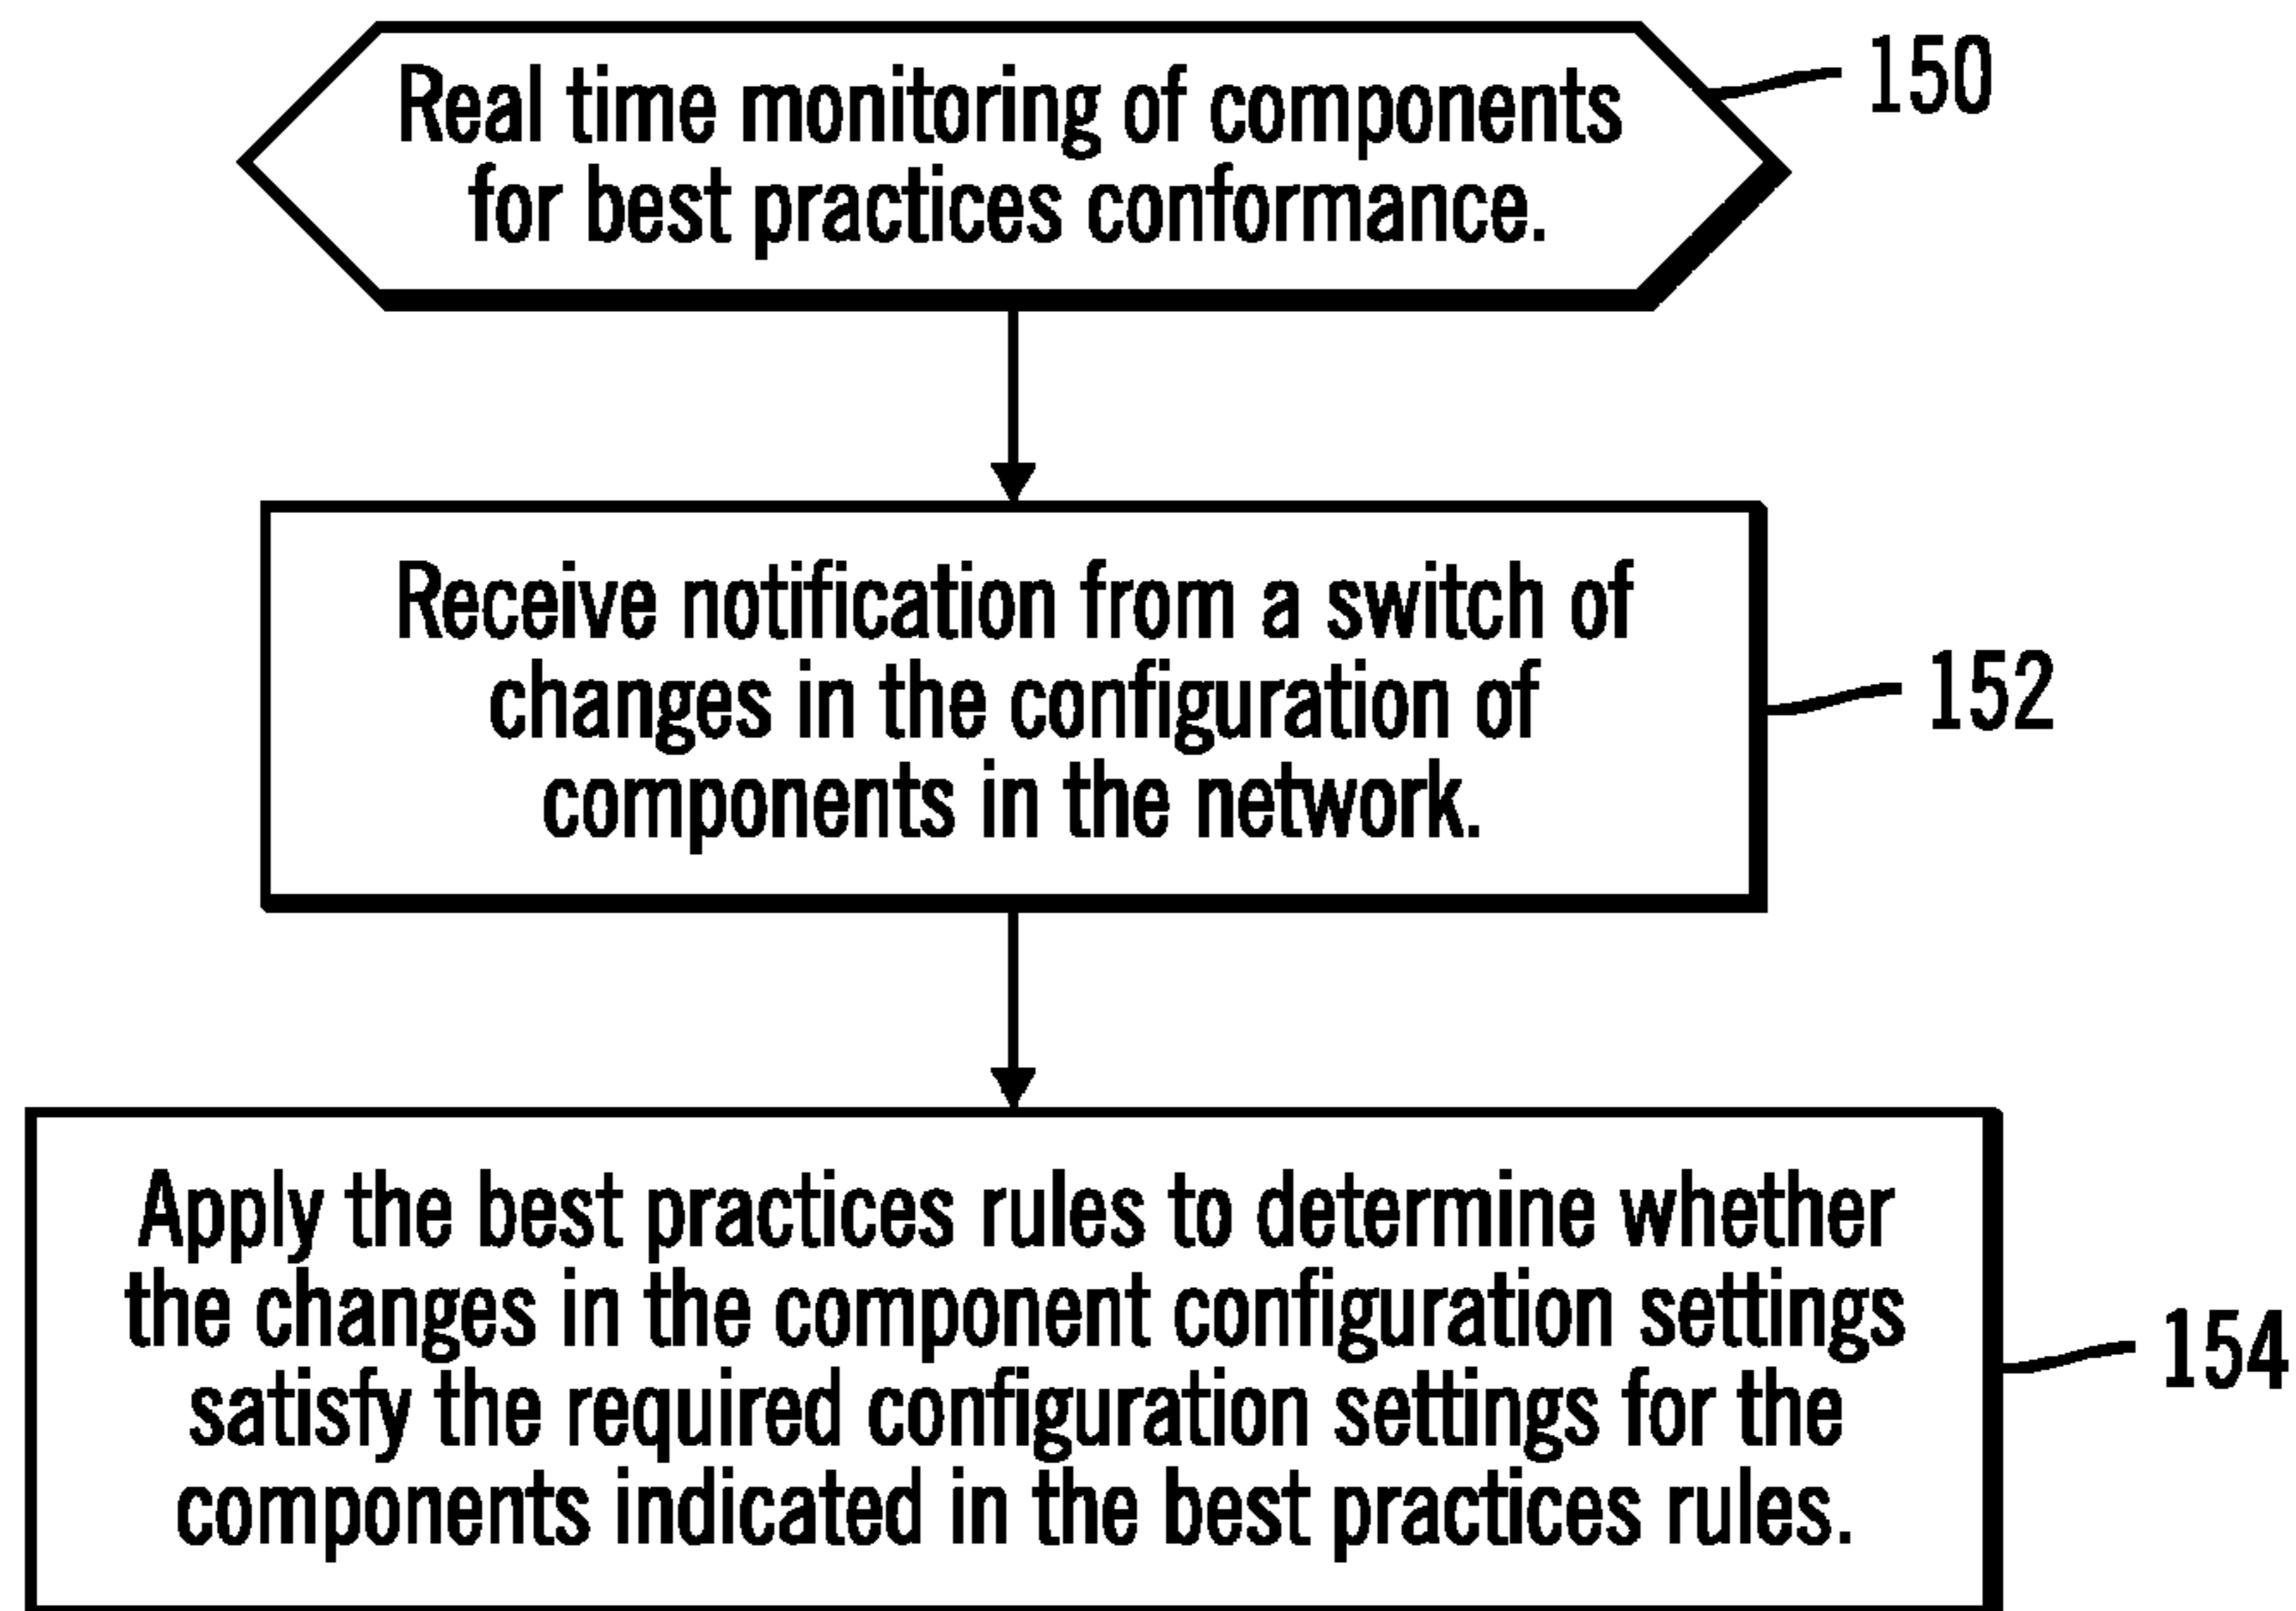 Real time monitoring of components
for best practices conformance.
150
Receive notification from a switch of
changes in the configuration of
components in the network.
152
Apply the best practices rules to determine whether
the changes in the component configuration settings
satisfy the required configuration settings for the
components indicated in the best practices rules.
154